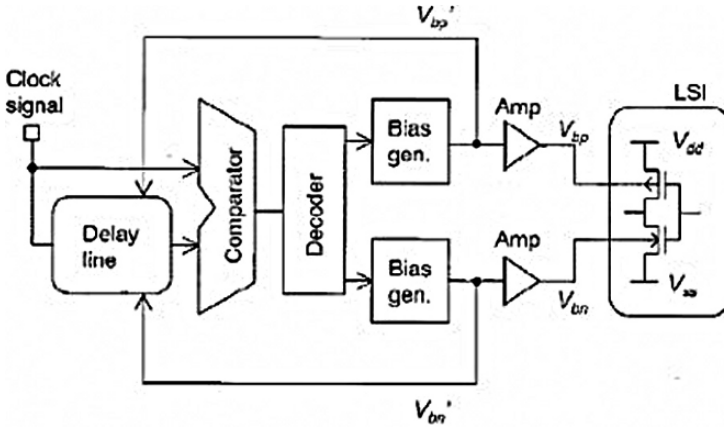 Vbp'
Clock
signal
LSI
Bias
gen.
Amp
Vbp
Vdd
Comparator
Decoder
Delay
line
Amp
Bias
gen.
Vbn
Vss
Vbn'